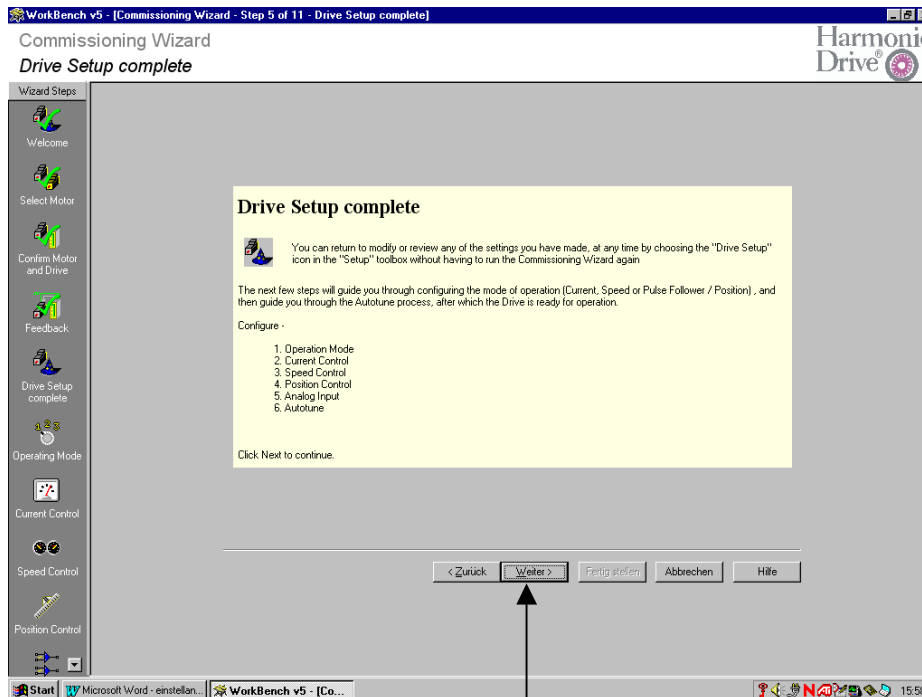 WorkBench v5 - [Commissioning Wizard - Step 5 of 11 - Drive Setup complete]
Commissioning Wizard
Drive Setup complete
Harmonic
Drive®
Wizard Steps
Welcome
Select Motor
Confirm Motor
and Drive
Feedback
Drive Setup
complete
Operating Mode
Current Control
Speed Control
Position Control
Drive Setup complete
You can return to modify or review any of the settings you have made, at any time by choosing the "Drive Setup"
icon in the "Setup" toolbox without having to run the Commissioning Wizard again
The next few steps will guide you through configuring the mode of operation (Current, Speed or Pulse Follower / Position) , and
then guide you through the Autotune process, after which the Drive is ready for operation.
Configure -
1. Operation Mode
2. Current Control
3. Speed Control
4. Position Control
5. Analog Input
6. Autotune
Click Next to continue.
< Zurück
Weiter >
Fertig stellen
Abbrechen
Hilfe
Start
Microsoft Word - einstellan...
WorkBench v5 - [Co...